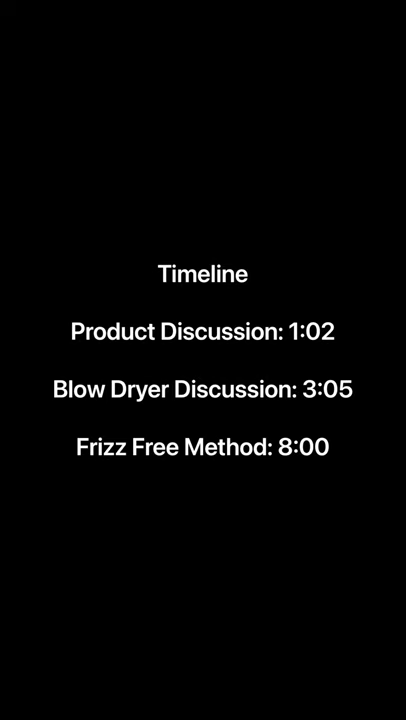 Timeline
Product Discussion: 1:02
Blow Dryer Discussion: 3:05
Frizz Free Method: 8:00